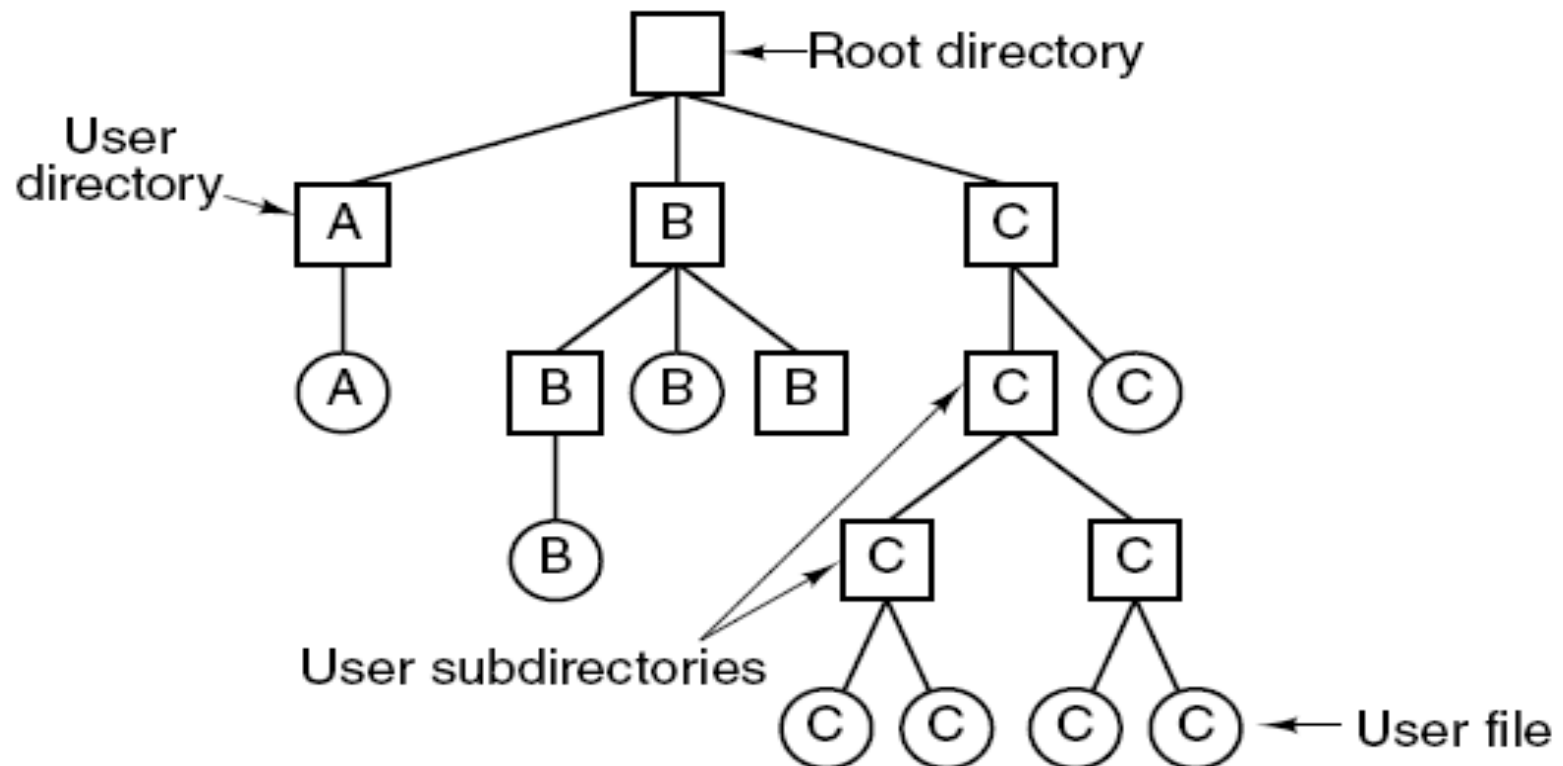 Root directory
User
directory
A
B
C
A
B
B
B
C
C
B
C
C
User subdirectories
C
C
C
C
User file